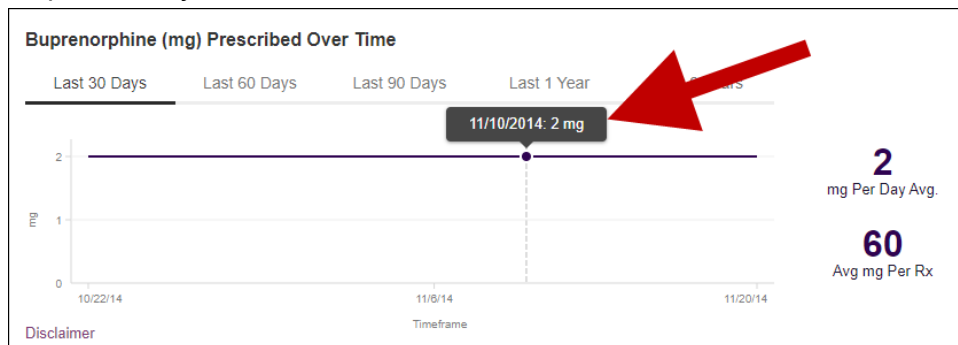 Buprenorphine (mg) Prescribed Over Time
Last 30 Days Last 60 Days Last 90 Days Last 1 Year
11/10/2014: 2 mg
2
1
0
mg
10/22/14 11/6/14 11/20/14
Timeframe
2
mg Per Day Avg.
60
Avg mg Per Rx
Disclaimer